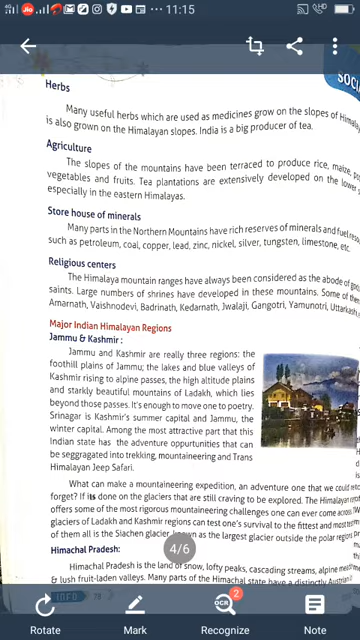 4G
Jio
11:15
SOCI
Herbs
Many useful herbs which are used as medicines grow on the slopes of Himala
is also grown on the Himalayan slopes. India is a big producer of tea.
Agriculture
The slopes of the mountains have been terraced to produce rice, maize,
vegetables and fruits. Tea plantations are extensively developed on the lower
especially in the eastern Himalayas.
Store house of minerals
Many parts in the Northern Mountains have rich reserves of minerals and fuel
such as petroleum, coal, copper, lead, zinc, nickel, silver, tungsten, limestone, etc.
Religious centers
The Himalaya mountain ranges have always been considered as the abode of
saints. Large numbers of shrines have developed in these mountains. Some of them
Amarnath, Vaishnodevi, Badrinath, Kedarnath, Jwalaji, Gangotri, Yamunotri, Uttarkashi,
Major Indian Himalayan Regions
Jammu & Kashmir :
Jammu and Kashmir are really three regions: the
foothill plains of Jammu; the lakes and blue valleys of
Kashmir rising to alpine passes, the high altitude plains
and starkly beautiful mountains of Ladakh, which lies
beyond those passes. It's enough to move one to poetry.
Srinagar is Kashmir's summer capital and Jammu, the
winter capital. Among the most attractive part that this
Indian state has the adventure oppurtunities that can
be seggragated into trekking, mountaineering and Trans
Himalayan Jeep Safari.
What can make a mountaineering expedition, an adventure one that we could
forget? If its done on the glaciers that are still craving to be explored. The Himalayan
offers some of the most rigorous mountaineering challenges one can ever come across.
glaciers of Ladakh and Kashmir regions can test one's survival to the fittest and most
of them all is the Siachen glacier, known as the largest glaciers outside the polar regions
4/6
Himachal Pradesh:
Himachal Pradesh is the land of snow, lofty peaks, cascading streams, alpine
& lush fruit-laden valleys. Many parts of the Himachal state have a distinctly Austrian
INFO
78
2
OCR
Rotate
Mark
Recognize
Note